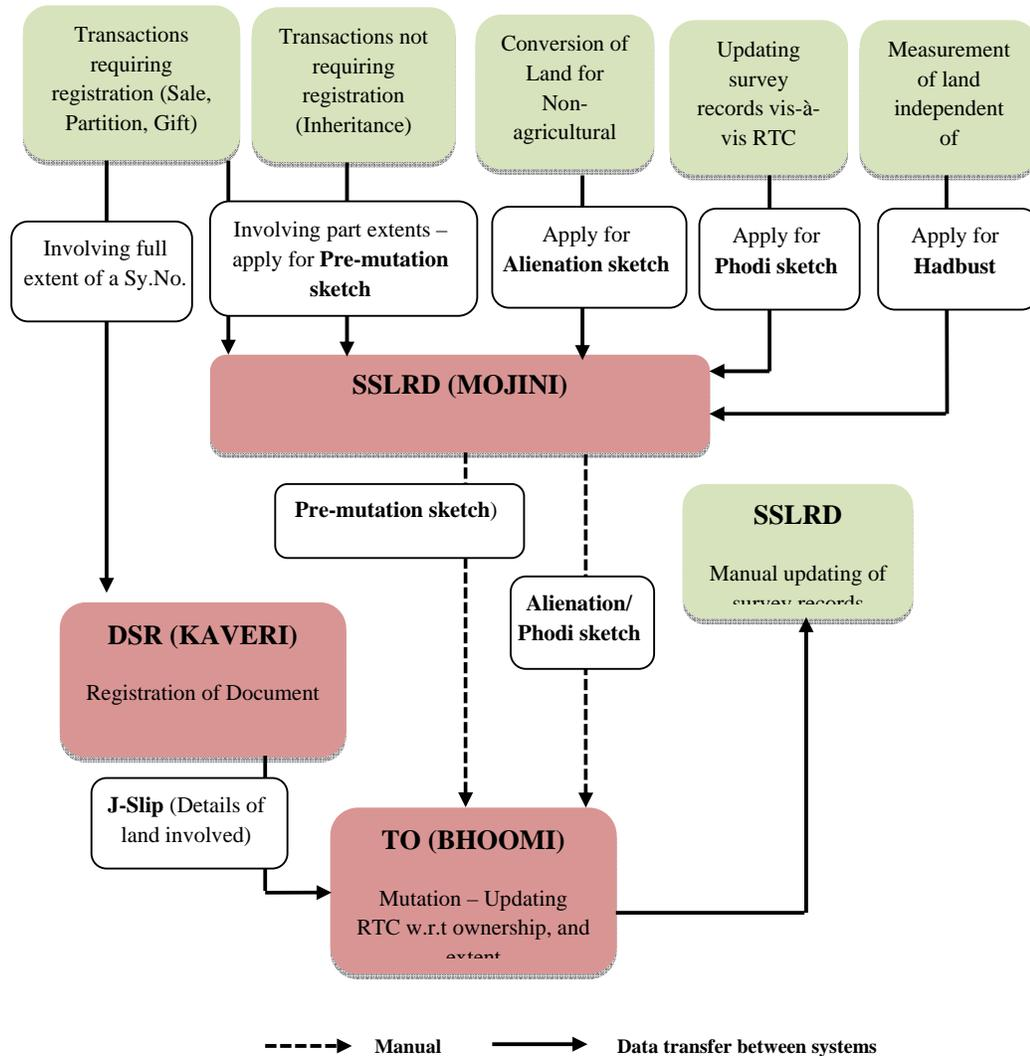 Transactions
requiring
registration (Sale,
Partition, Gift)
Transactions not
requiring
registration
(Inheritance)
Conversion of
Land for
Non-
agricultural
Updating
survey
records vis-à-
vis RTC
Measurement
of land
independent
of
Involving full
extent of a Sy.No.
Involving part extents –
apply for Pre-mutation
sketch
Apply for
Alienation sketch
Apply for
Phodi sketch
Apply for
Hadbust
SSLRD (MOJINI)
Pre-mutation sketch)
Alienation/
Phodi sketch
SSLRD
Manual updating of
survey records
DSR (KAVERI)
Registration of Document
J-Slip (Details of
land involved)
TO (BHOOMI)
Mutation – Updating
RTC w.r.t ownership, and
extent
Manual
Data transfer between systems